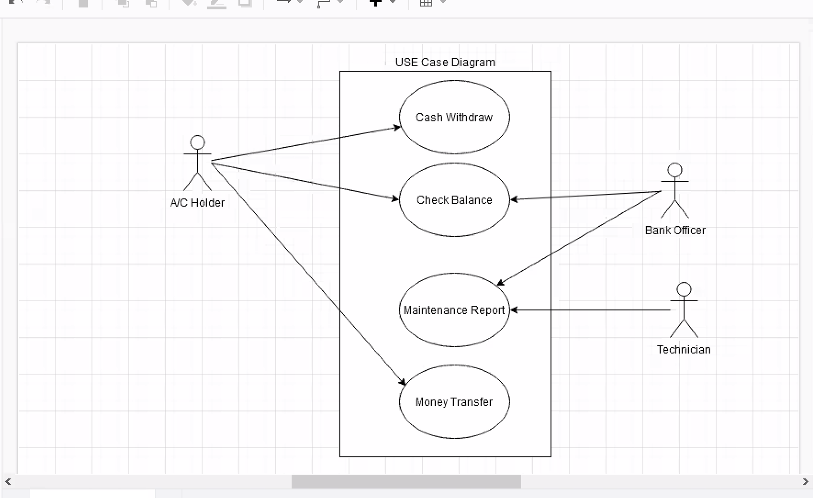 USE Case Diagram
Cash Withdraw
A/C Holder
Check Balance
Bank Officer
Maintenance Report
Technician
Money Transfer